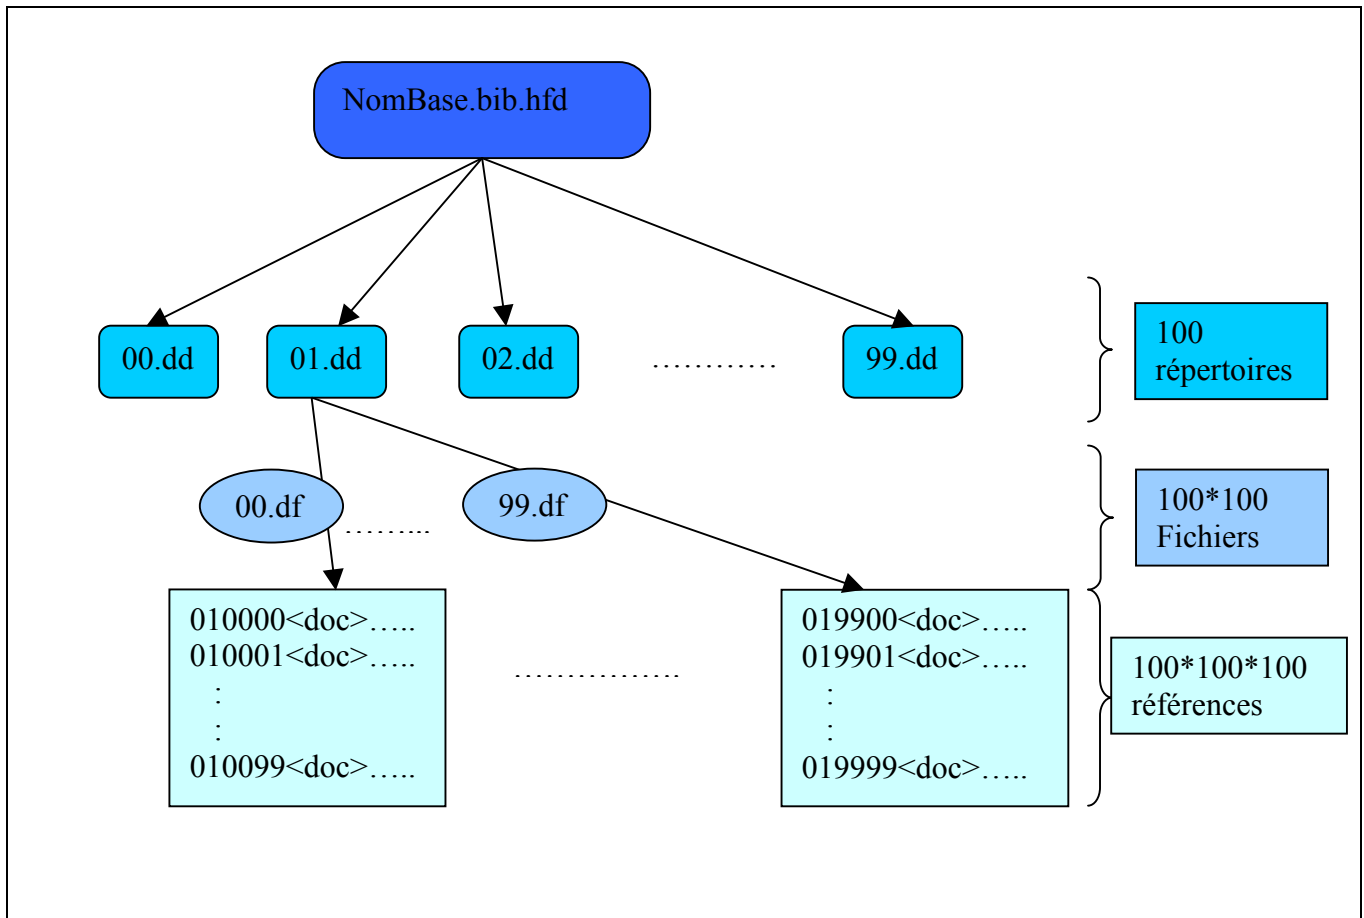 NomBase.bib.hfd
00.dd
01.dd
02.dd
…………
99.dd
100
répertoires
00.df
……...
99.df
100*100
Fichiers
010000<doc>…..
010001<doc>…..
:
:
010099<doc>…..
……………
019900<doc>…..
019901<doc>…..
:
:
019999<doc>…..
100*100*100
références